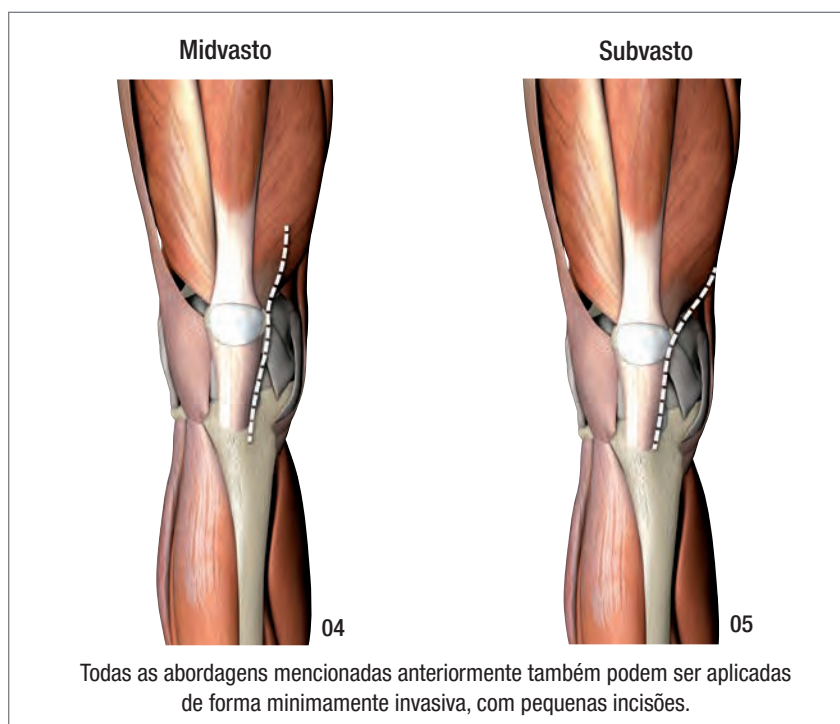 Midvasto
Subvasto
04
05
Todas as abordagens mencionadas anteriormente também podem ser aplicadas
de forma minimamente invasiva, com pequenas incisões.